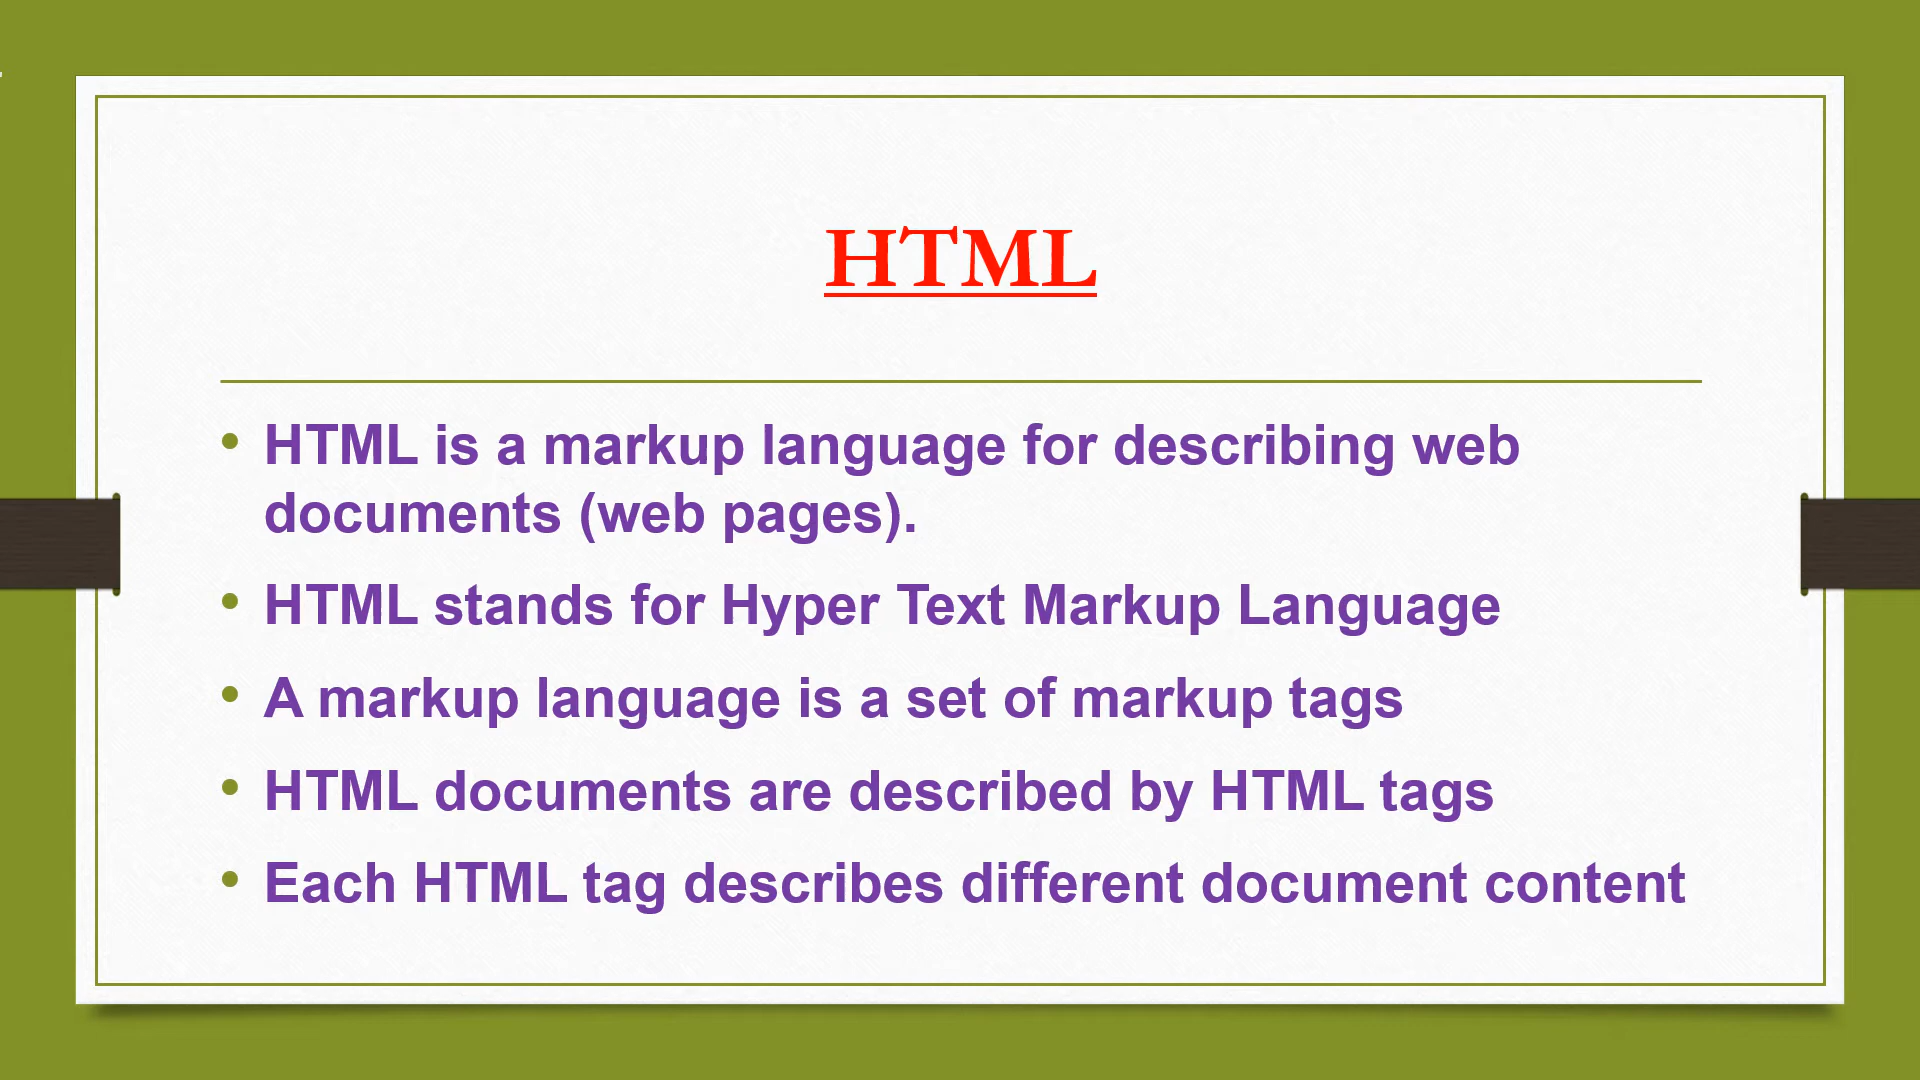 HTML
• HTML is a markup language for describing web
documents (web pages).
• HTML stands for Hyper Text Markup Language
• A markup language is a set of markup tags
• HTML documents are described by HTML tags
• Each HTML tag describes different document content